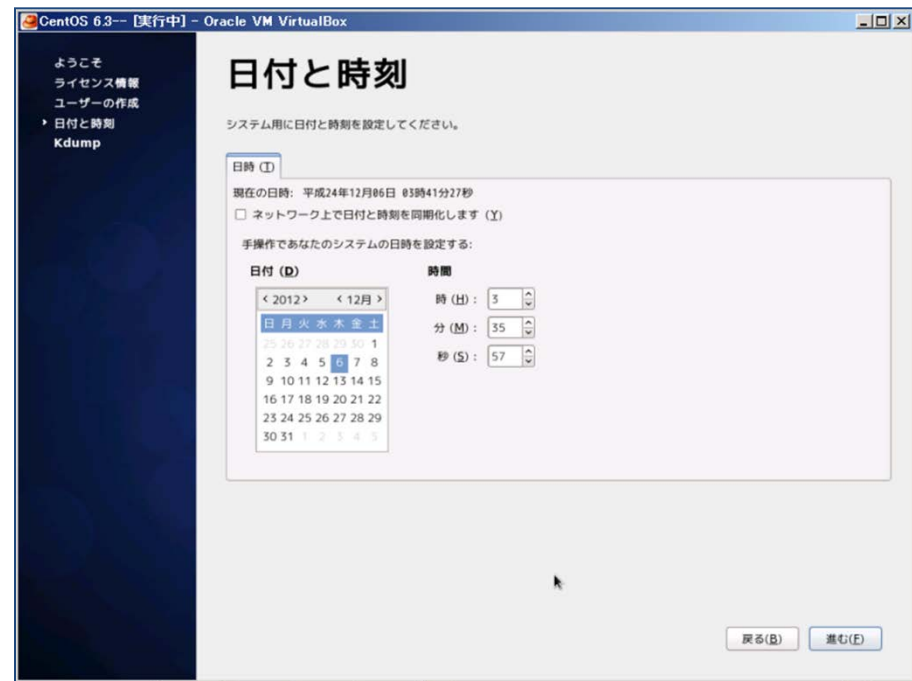 CentOS 6.3-- [実行中] - Oracle VM VirtualBox
ようこそ
ライセンス情報
ユーザーの作成
日付と時刻
Kdump
日付と時刻
システム用に日付と時刻を設定してください。
日時 (T)
現在の日時: 平成24年12月06日 03時41分27秒
ネットワーク上で日付と時刻を同期化します (Y)
手操作であなたのシステムの日時を設定する:
日付 (D)
< 2012 > < 12月 >
日 月 火 水 木 金 土
25 26 27 28 29 30 1
2 3 4 5 6 7 8
9 10 11 12 13 14 15
16 17 18 19 20 21 22
23 24 25 26 27 28 29
30 31 1 2 3 4 5
時間
時 (H) : 3
分 (M) : 35
秒 (S) : 57
戻る(B) 進む(F)